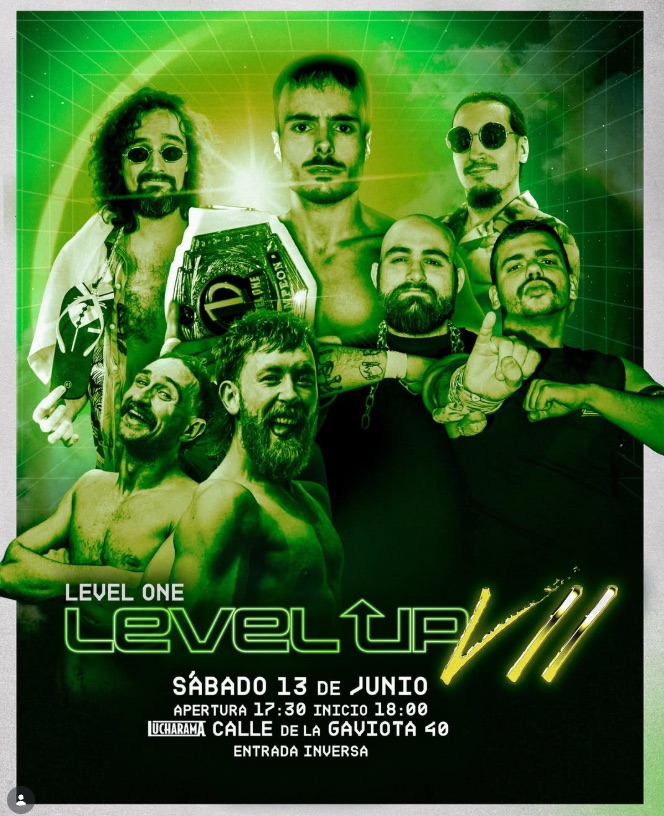 LEVEL ONE
LEVEL UP VII
SÁBADO 13 DE JUNIO
APERTURA 17:30 INICIO 18:00
LUCHARAMA CALLE DE LA GAVIOTA 40
ENTRADA INVERSA